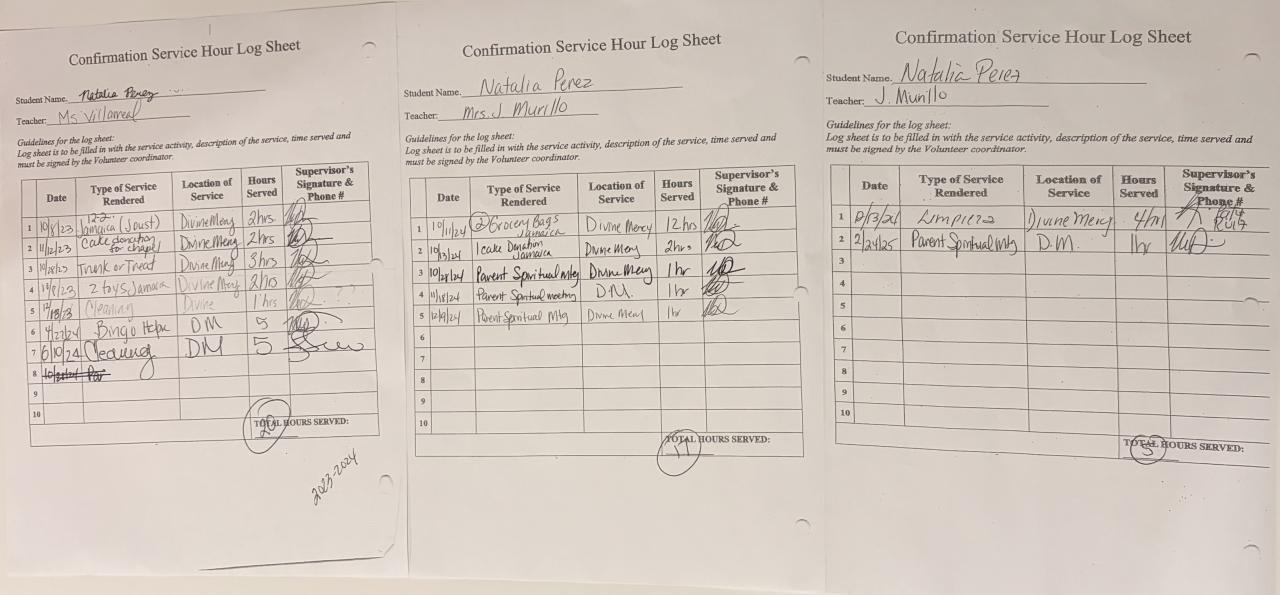 Confirmation Service Hour Log Sheet
Student Name. Natalia Perez
Teacher: Ms Villarreal
Guidelines for the log sheet:
Log sheet is to be filled in with the service activity, description of the service, time served and
must be signed by the Volunteer coordinator.
Date Type of Service Rendered Location of Service Hours Served Supervisor's Signature & Phone #
1 10/8/23 12-2 Jamaica (Joust) Divine Mercy 2hrs
2 11/12/23 Cake donation for chapel Divine Mercy 2hrs
3 10/28/23 Trunk or Treat Divine Mercy 3hrs
4 2 toys, Jamaica Divine Mercy 2hrs
5 12/18/23 Cleaning Divine 1hrs
6 4/27/24 Bingo DM 5
7 6/10/24 Cleaning DM 5
8
9
10
TOTAL HOURS SERVED:
20
2023-2024
Confirmation Service Hour Log Sheet
Student Name. Natalia Perez
Teacher: Mrs. J Murillo
Guidelines for the log sheet:
Log sheet is to be filled in with the service activity, description of the service, time served and
must be signed by the Volunteer coordinator.
Date Type of Service Rendered Location of Service Hours Served Supervisor's Signature & Phone #
1 10/11/24 2 Grocery Bags Jamaica Divine Mercy 12hrs
2 10/13/24 1 cake Donation Jamaica Divine Mercy 2hrs
3 10/21/24 Parent Spiritual Mtg Divine Mercy 1hr
4 11/18/24 Parent Spiritual meeting D.M. 1hr
5 12/9/24 Parent Spiritual Mtg Divine Mercy 1hr
6
7
8
9
10
TOTAL HOURS SERVED:
17
Confirmation Service Hour Log Sheet
Student Name. Natalia Perez
Teacher: J. Murillo
Guidelines for the log sheet:
Log sheet is to be filled in with the service activity, description of the service, time served and
must be signed by the Volunteer coordinator.
Date Type of Service Rendered Location of Service Hours Served Supervisor's Signature & Phone #
1 12/13/24 Limpieza Divine Mercy 4hr
2 2/24/25 Parent Spiritual Mtg D.M. 1hr
3
4
5
6
7
8
9
10
TOTAL HOURS SERVED:
5